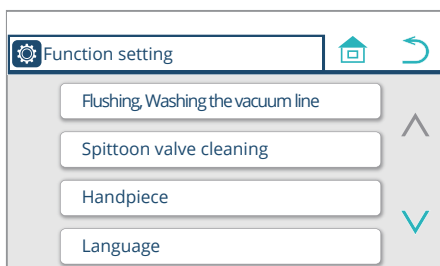 Function setting
Flushing, Washing the vacuum line
Spittoon valve cleaning
Handpiece
Language